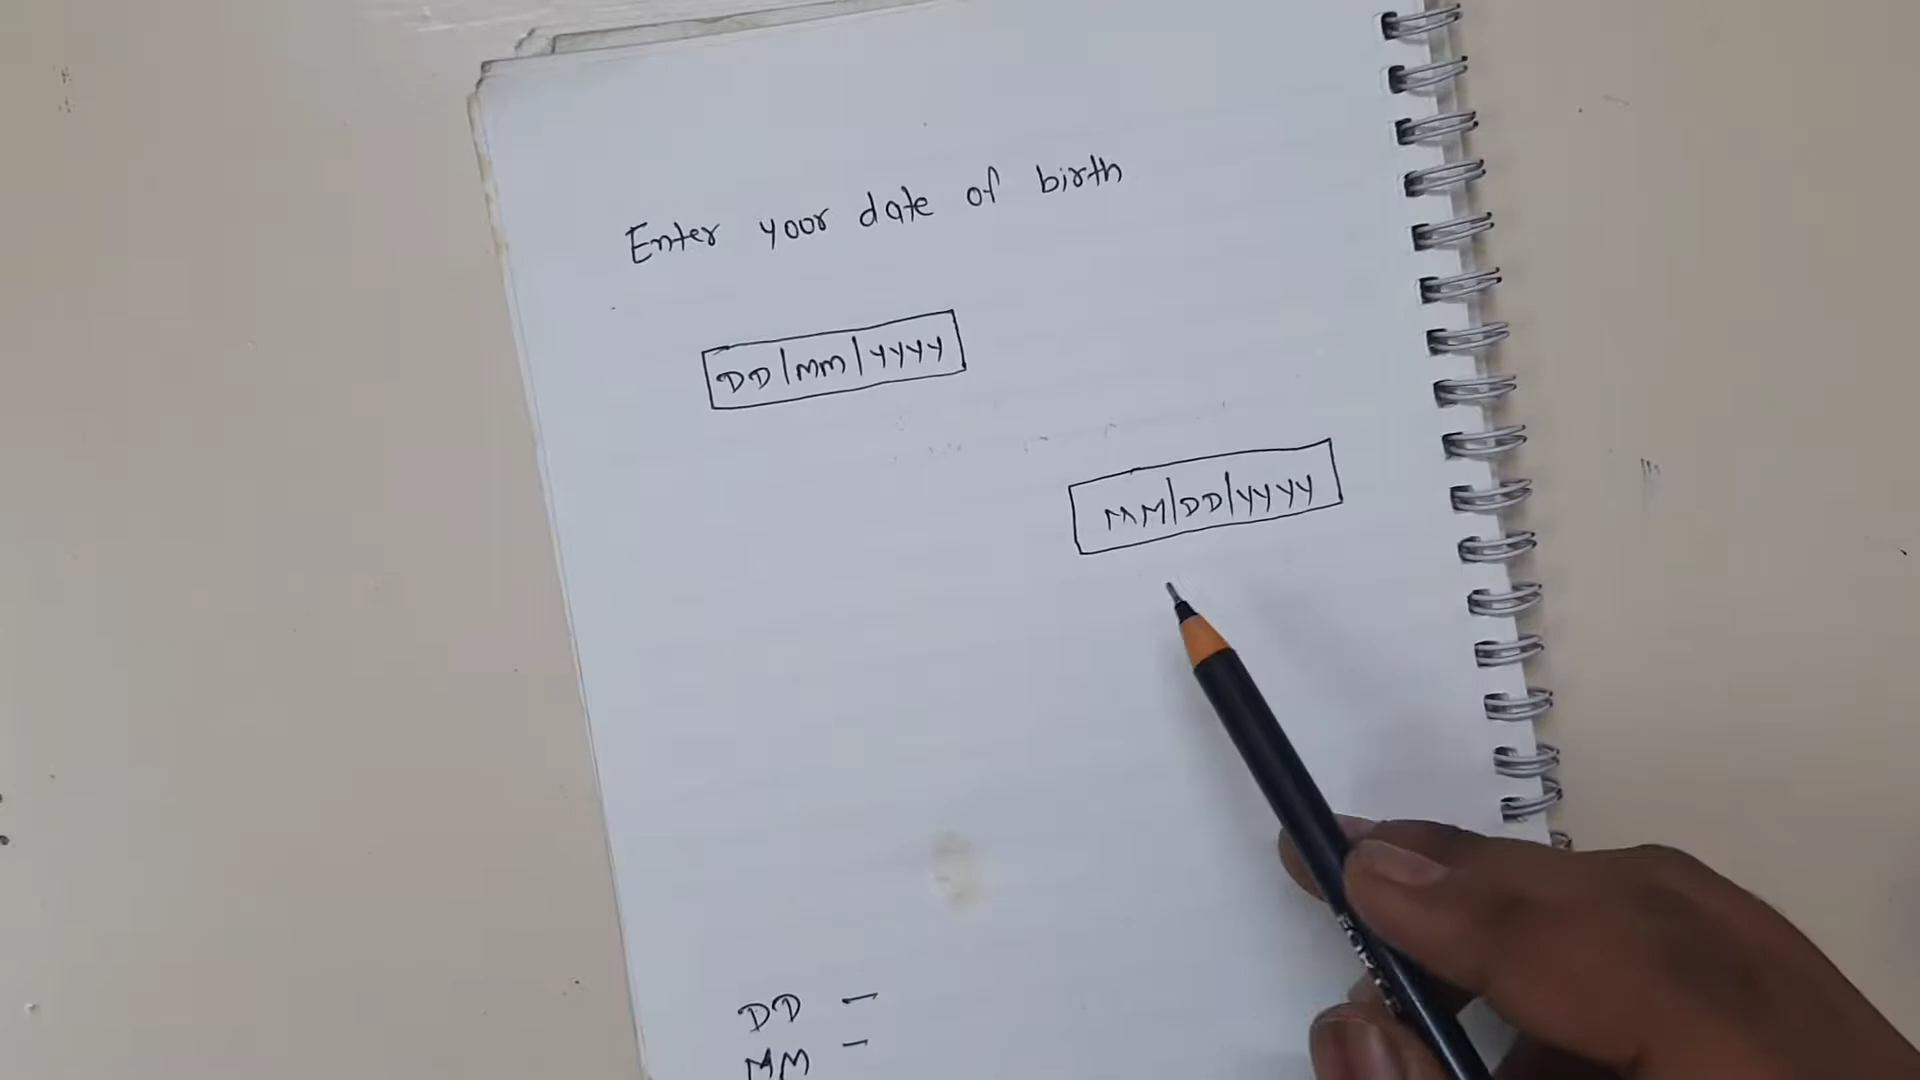 Enter your date of birth
DD|MM|YYYY
MM|DD|YYYY
DD -
MM -